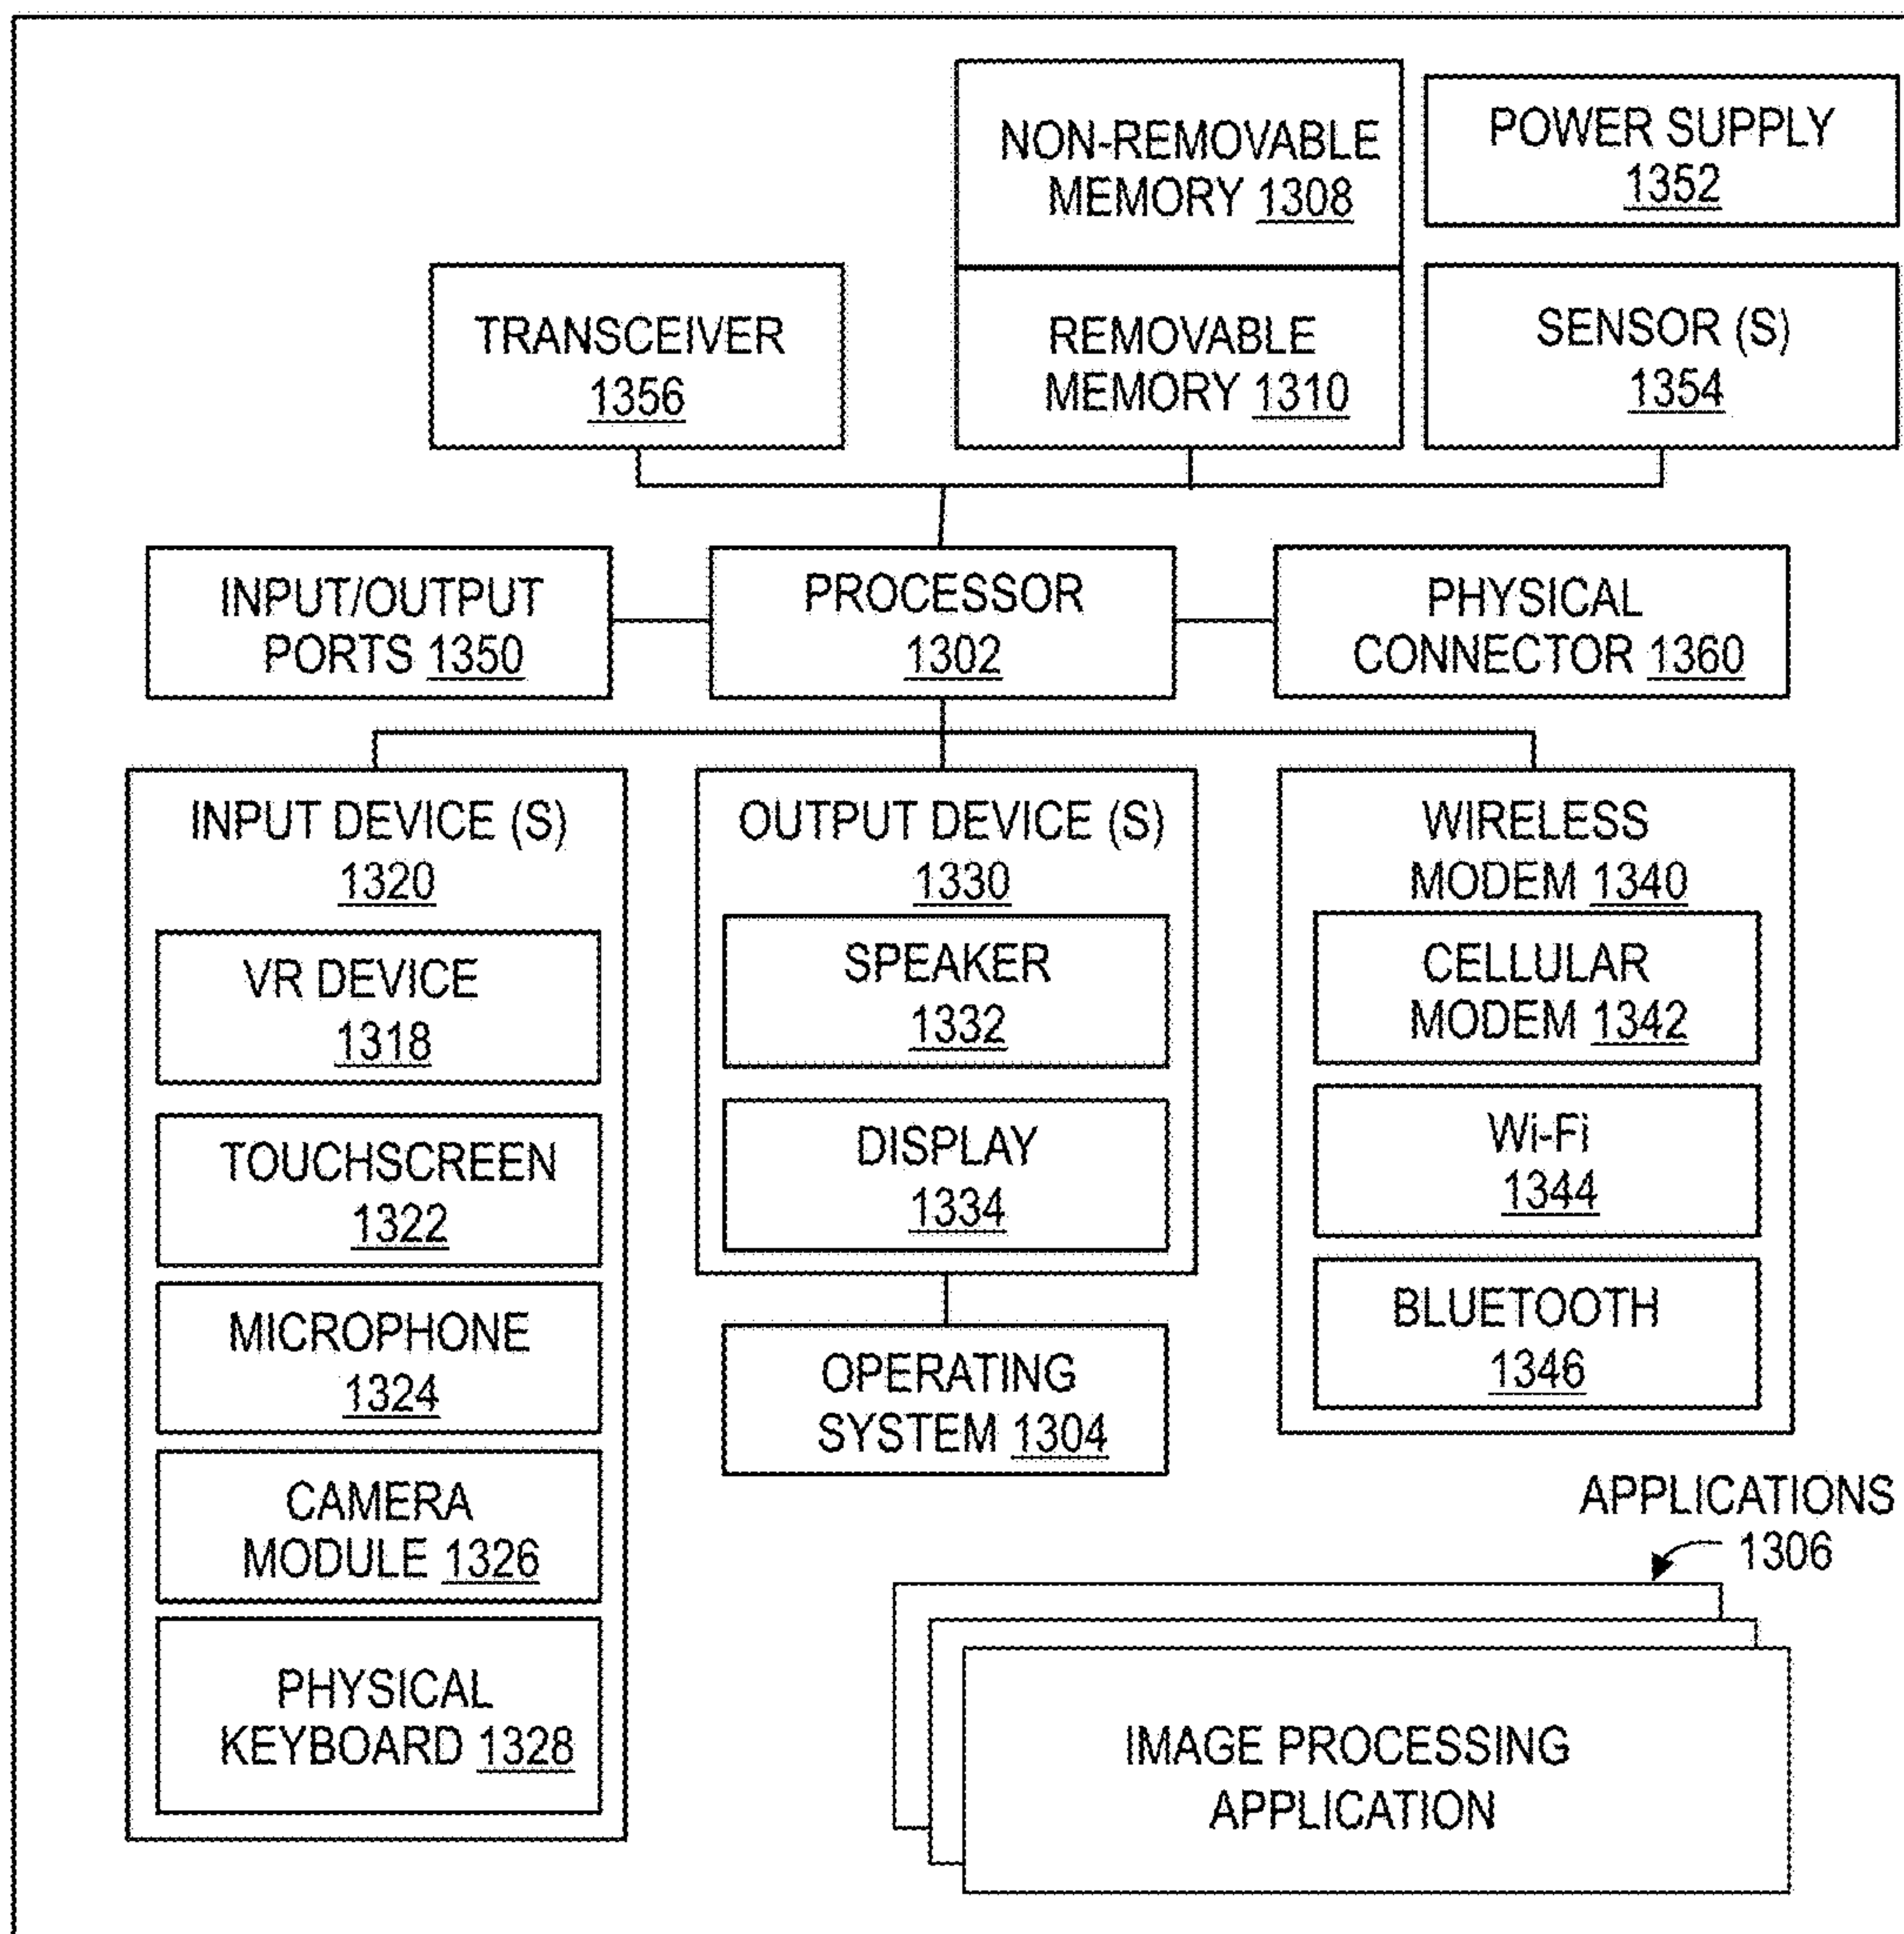 NON-REMOVABLE
MEMORY 1308
POWER SUPPLY
1352
TRANSCEIVER
1356
REMOVABLE
MEMORY 1310
SENSOR (S)
1354
INPUT/OUTPUT
PORTS 1350
PROCESSOR
1302
PHYSICAL
CONNECTOR 1360
INPUT DEVICE (S)
1320
VR DEVICE
1318
TOUCHSCREEN
1322
MICROPHONE
1324
CAMERA
MODULE 1326
PHYSICAL
KEYBOARD 1328
OUTPUT DEVICE (S)
1330
SPEAKER
1332
DISPLAY
1334
OPERATING
SYSTEM 1304
WIRELESS
MODEM 1340
CELLULAR
MODEM 1342
Wi-Fi
1344
BLUETOOTH
1346
APPLICATIONS
1306
IMAGE PROCESSING
APPLICATION